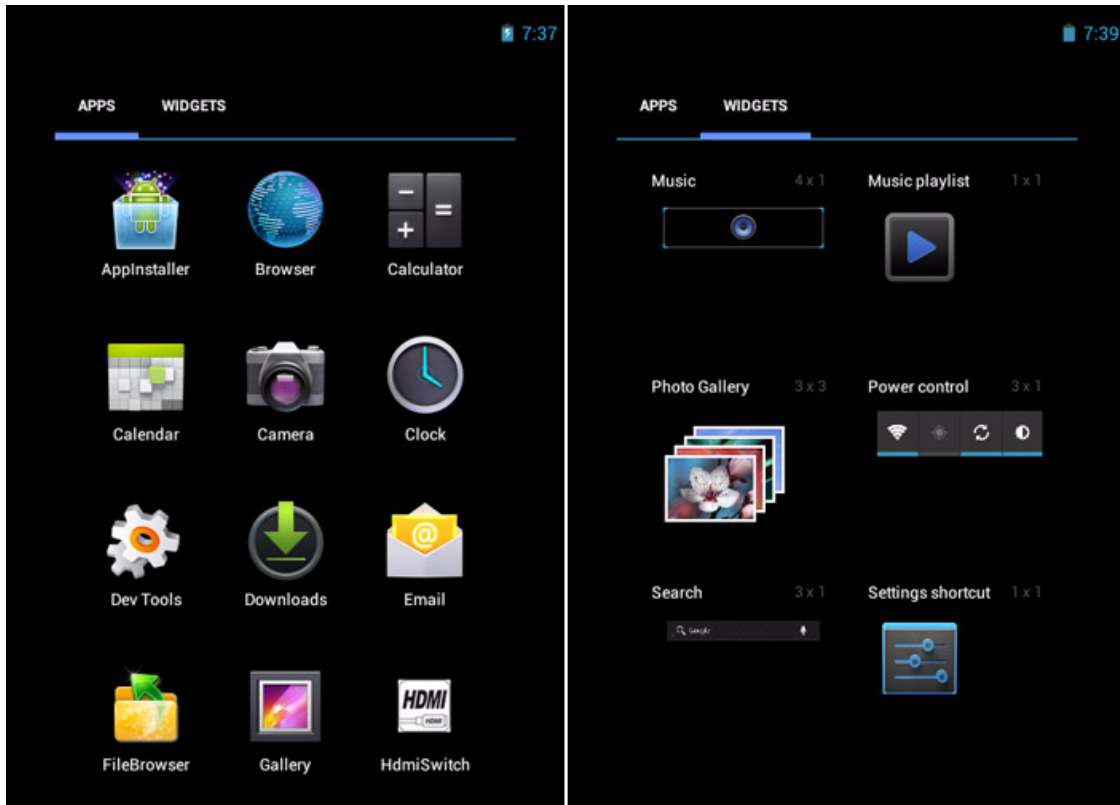 7:37
APPS WIDGETS
AppInstaller Browser Calculator
Calendar Camera Clock
Dev Tools Downloads Email
@
FileBrowser Gallery HdmiSwitch
HDMI
HDMI
7:39
APPS WIDGETS
Music 4 x 1 Music playlist 1 x 1
Photo Gallery 3 x 3 Power control 3 x 1
Search 3 x 1 Settings shortcut 1 x 1
Google